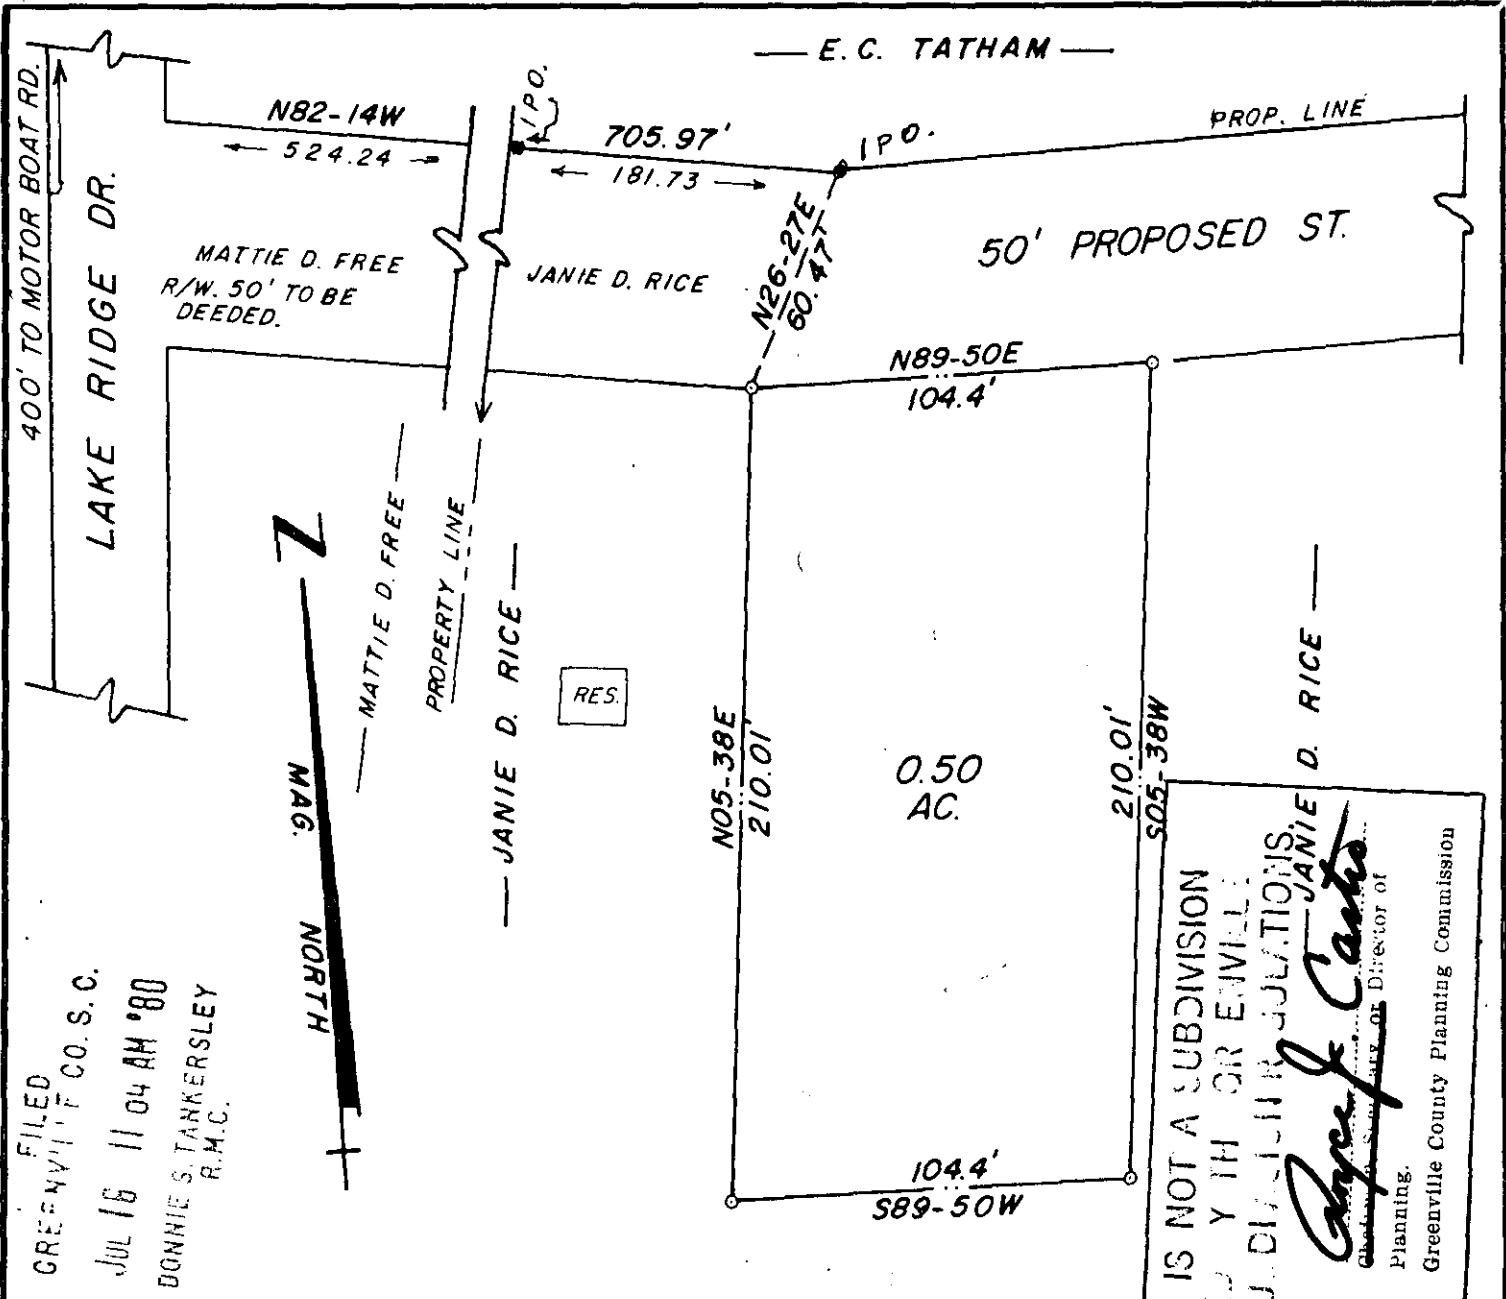 — E. C. TATHAM —
400' TO MOTOR BOAT RD.
LAKE RIDGE DR.
N82-14W
524.24
I P O.
705.97'
181.73
I P O.
PROP. LINE
MATTIE D. FREE
R/W. 50' TO BE
DEEDED.
JANIE D. RICE
N26-27E
60.47
50' PROPOSED ST.
N89-50E
104.4'
— MATTIE D. FREE —
PROPERTY LINE
— JANIE D. RICE —
RES.
N05-38E
210.01'
0.50
AC.
210.01'
S05-38W
— JANIE D. RICE —
N
MAG. NORTH
104.4'
S89-50W
FILED
GREENVILLE CO. S. C.
JUL 16 11 04 AM '80
DONNIE S. TANKERSLEY
R.M.C.
IS NOT A SUBDIVISION
Secretary or Director of
Planning.
Greenville County Planning Commission